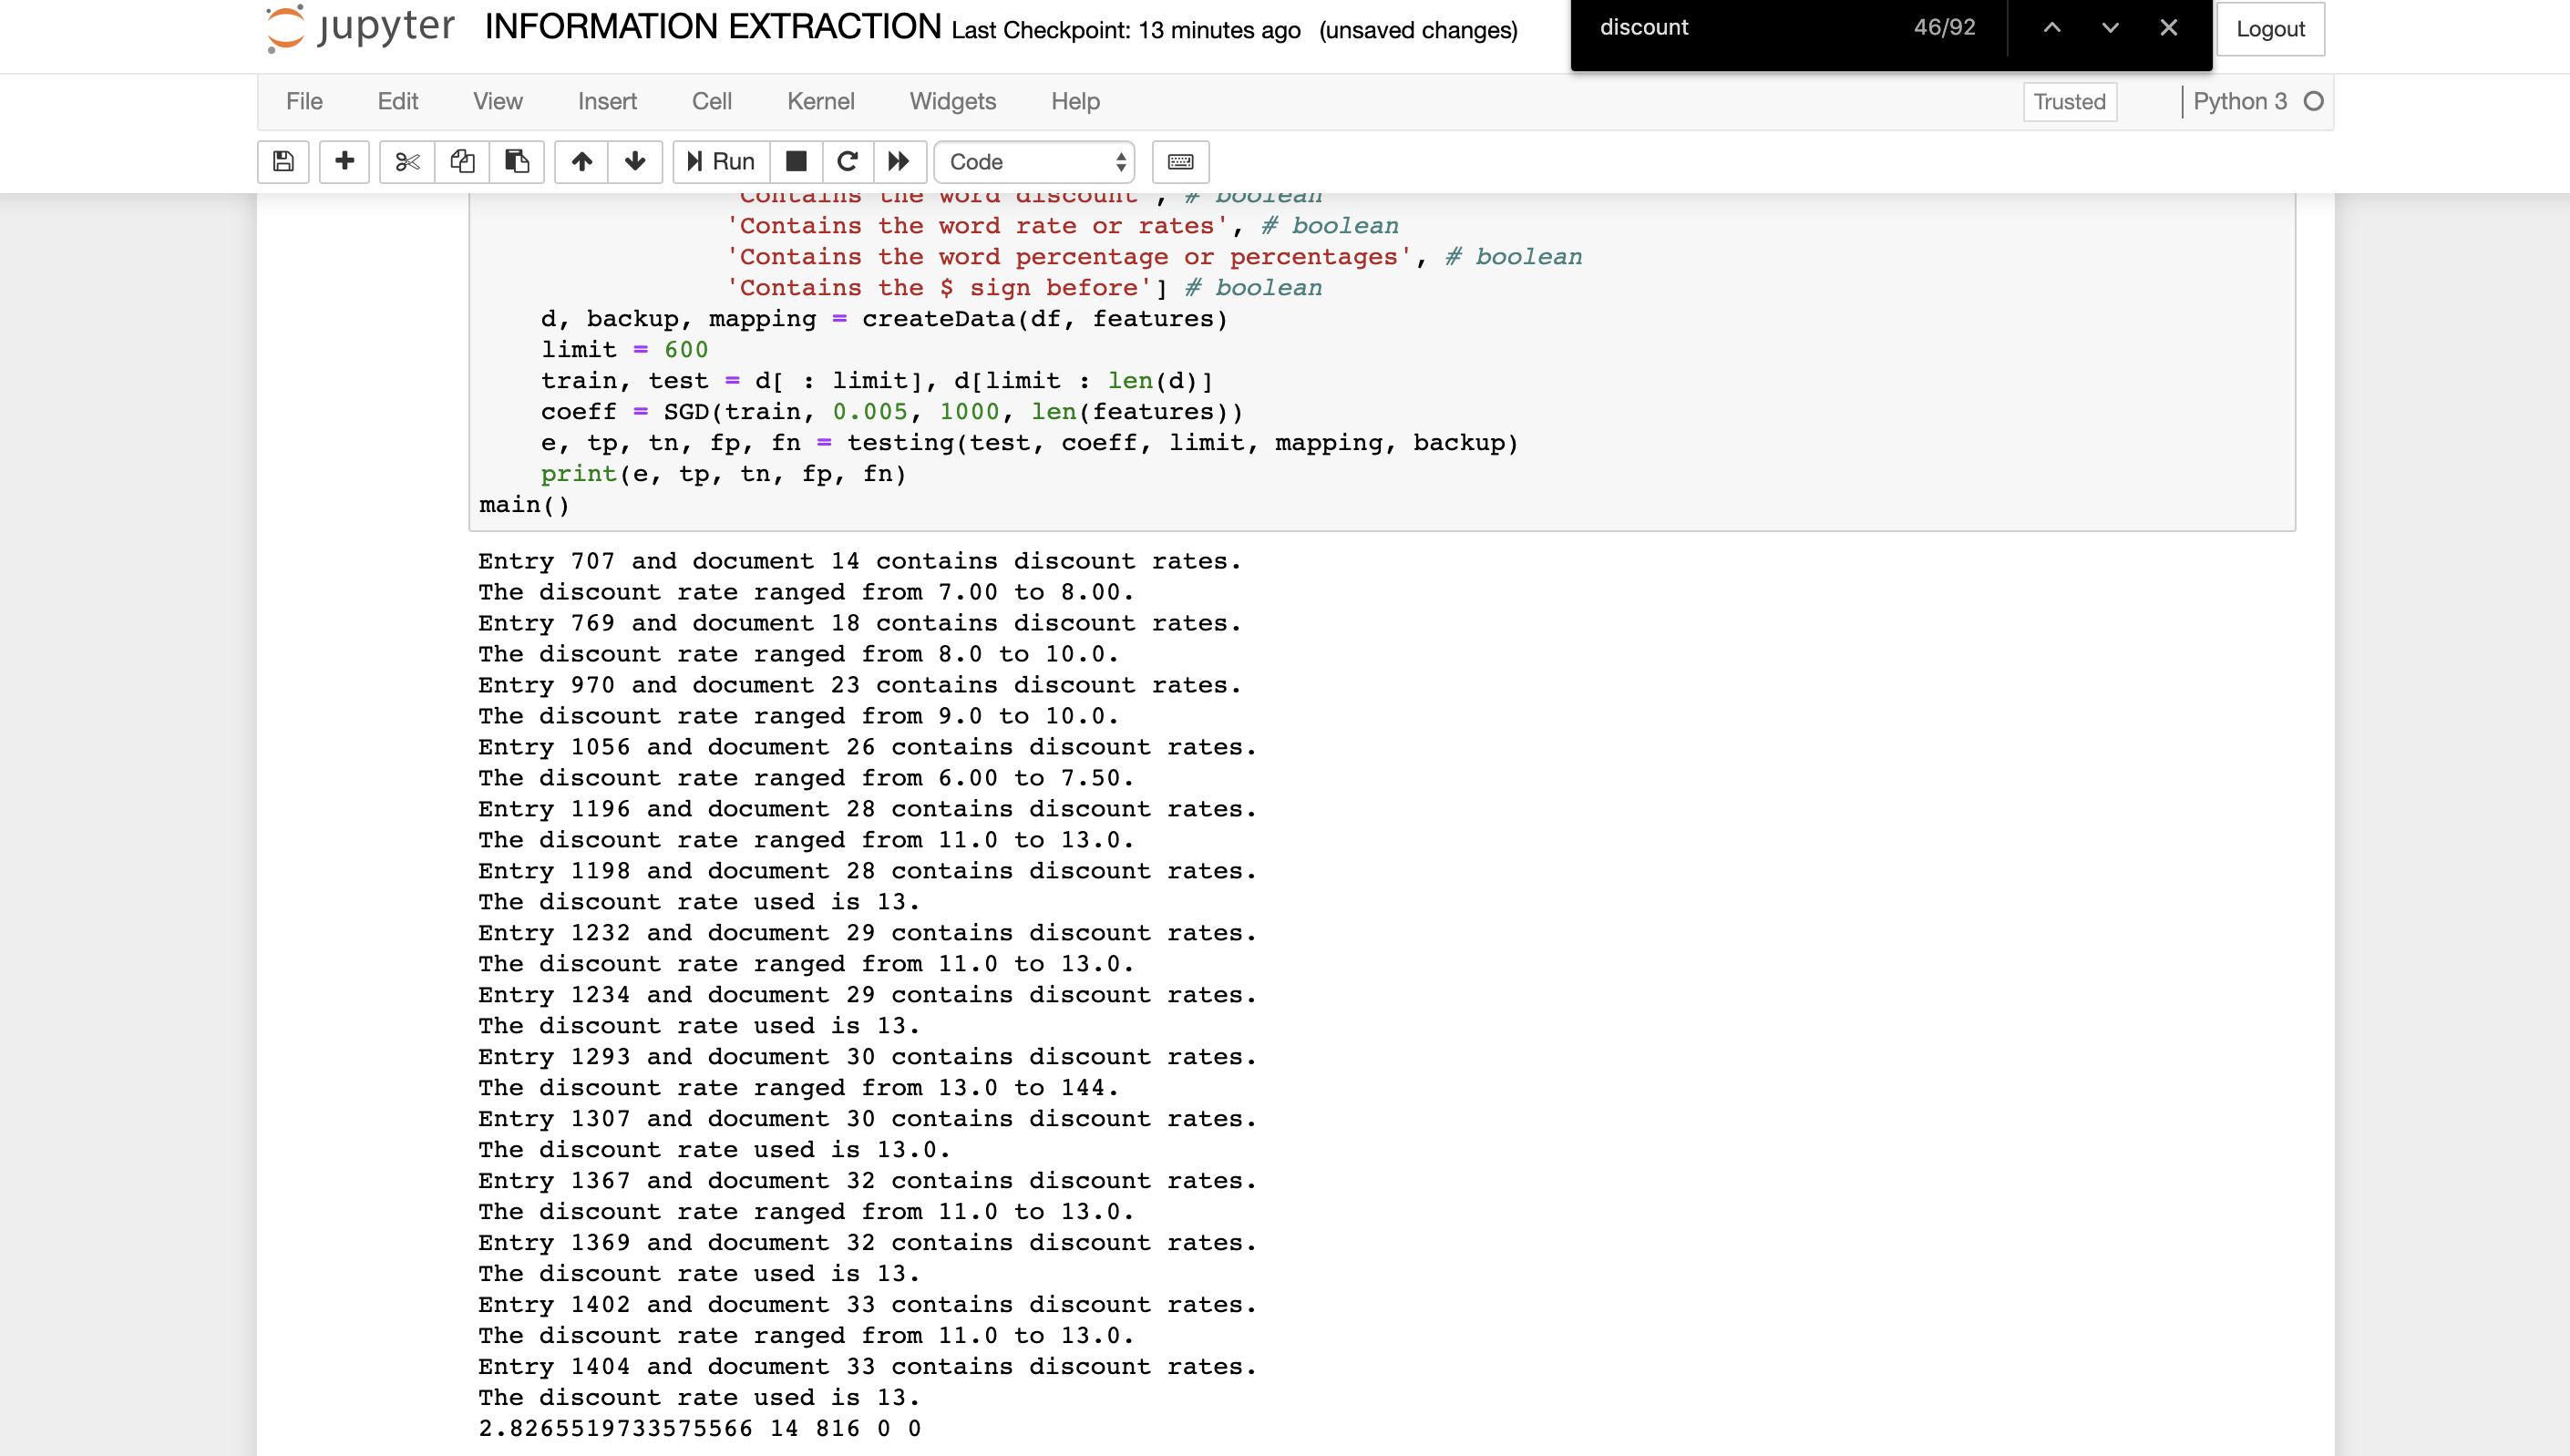 jupyter INFORMATION EXTRACTION Last Checkpoint: 13 minutes ago (unsaved changes)
discount 46/92
Logout
File Edit View Insert Cell Kernel Widgets Help
Trusted Python 3
Run Code
'Contains the word discount', # boolean
'Contains the word rate or rates', # boolean
'Contains the word percentage or percentages', # boolean
'Contains the $ sign before'] # boolean
d, backup, mapping = createData(df, features)
limit = 600
train, test = d[ : limit], d[limit : len(d)]
coeff = SGD(train, 0.005, 1000, len(features))
e, tp, tn, fp, fn = testing(test, coeff, limit, mapping, backup)
print(e, tp, tn, fp, fn)
main()
Entry 707 and document 14 contains discount rates.
The discount rate ranged from 7.00 to 8.00.
Entry 769 and document 18 contains discount rates.
The discount rate ranged from 8.0 to 10.0.
Entry 970 and document 23 contains discount rates.
The discount rate ranged from 9.0 to 10.0.
Entry 1056 and document 26 contains discount rates.
The discount rate ranged from 6.00 to 7.50.
Entry 1196 and document 28 contains discount rates.
The discount rate ranged from 11.0 to 13.0.
Entry 1198 and document 28 contains discount rates.
The discount rate used is 13.
Entry 1232 and document 29 contains discount rates.
The discount rate ranged from 11.0 to 13.0.
Entry 1234 and document 29 contains discount rates.
The discount rate used is 13.
Entry 1293 and document 30 contains discount rates.
The discount rate ranged from 13.0 to 144.
Entry 1307 and document 30 contains discount rates.
The discount rate used is 13.0.
Entry 1367 and document 32 contains discount rates.
The discount rate ranged from 11.0 to 13.0.
Entry 1369 and document 32 contains discount rates.
The discount rate used is 13.
Entry 1402 and document 33 contains discount rates.
The discount rate ranged from 11.0 to 13.0.
Entry 1404 and document 33 contains discount rates.
The discount rate used is 13.
2.8265519733575566 14 816 0 0